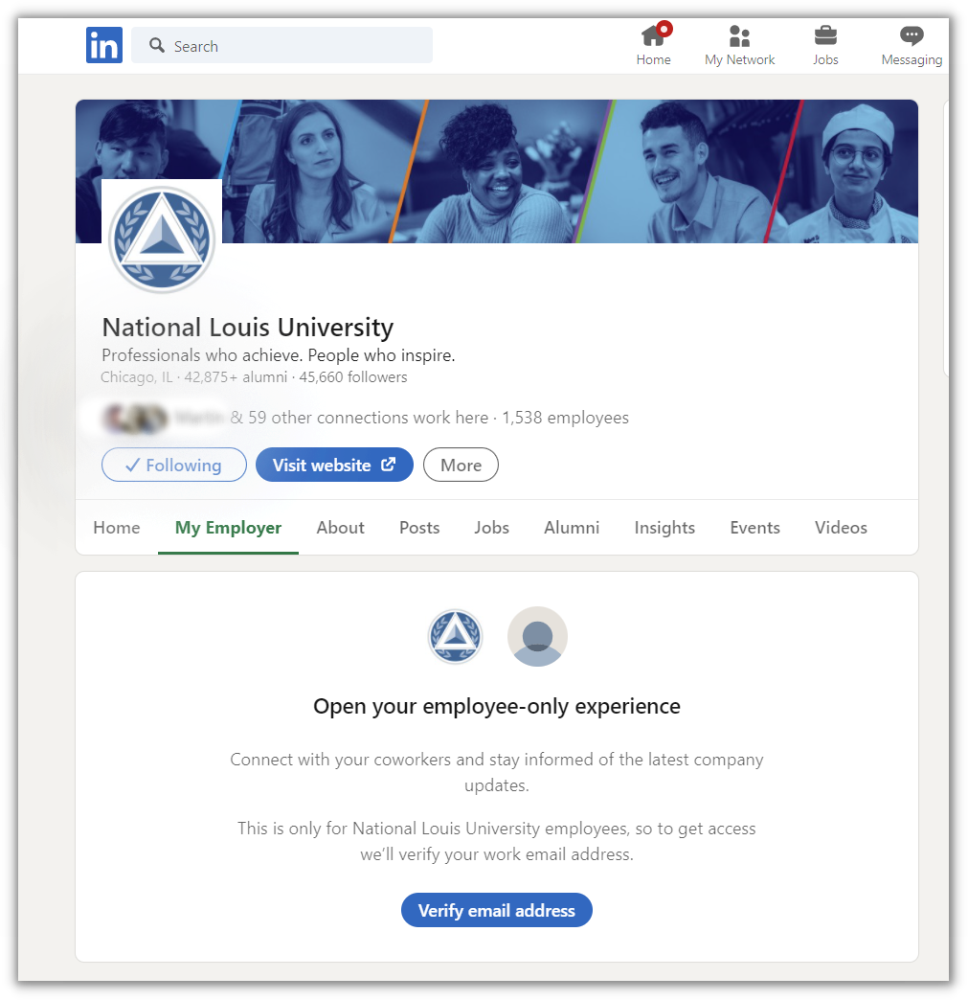 in
Search
Home
My Network
Jobs
Messaging
National Louis University
Professionals who achieve. People who inspire.
Chicago, IL · 42,875+ alumni · 45,660 followers
& 59 other connections work here · 1,538 employees
Following
Visit website
More
Home
My Employer
About
Posts
Jobs
Alumni
Insights
Events
Videos
Open your employee-only experience
Connect with your coworkers and stay informed of the latest company
updates.
This is only for National Louis University employees, so to get access
we’ll verify your work email address.
Verify email address